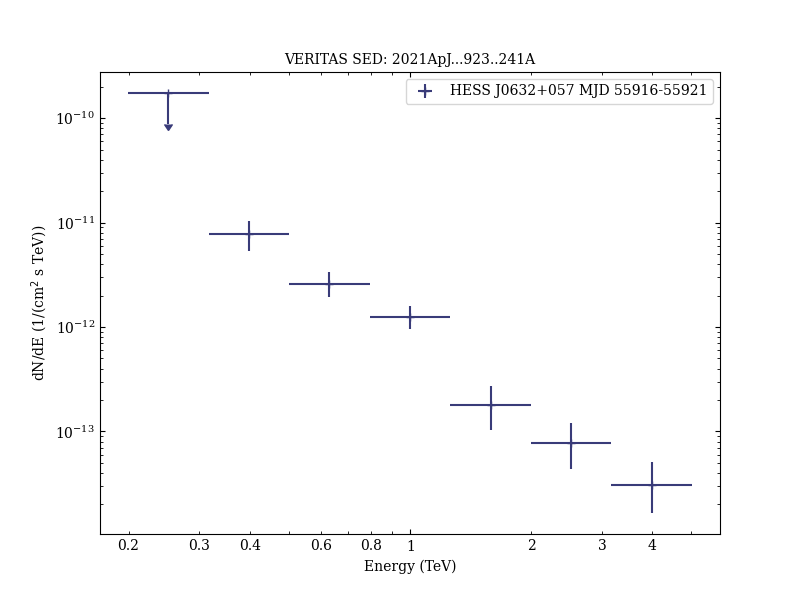 VERITAS SED: 2021ApJ...923..241A
HESS J0632+057 MJD 55916-55921
dN/dE (1/(cm² s TeV))
10⁻¹⁰
10⁻¹¹
10⁻¹²
10⁻¹³
0.2 0.3 0.4 0.6 0.8 1 2 3 4
Energy (TeV)